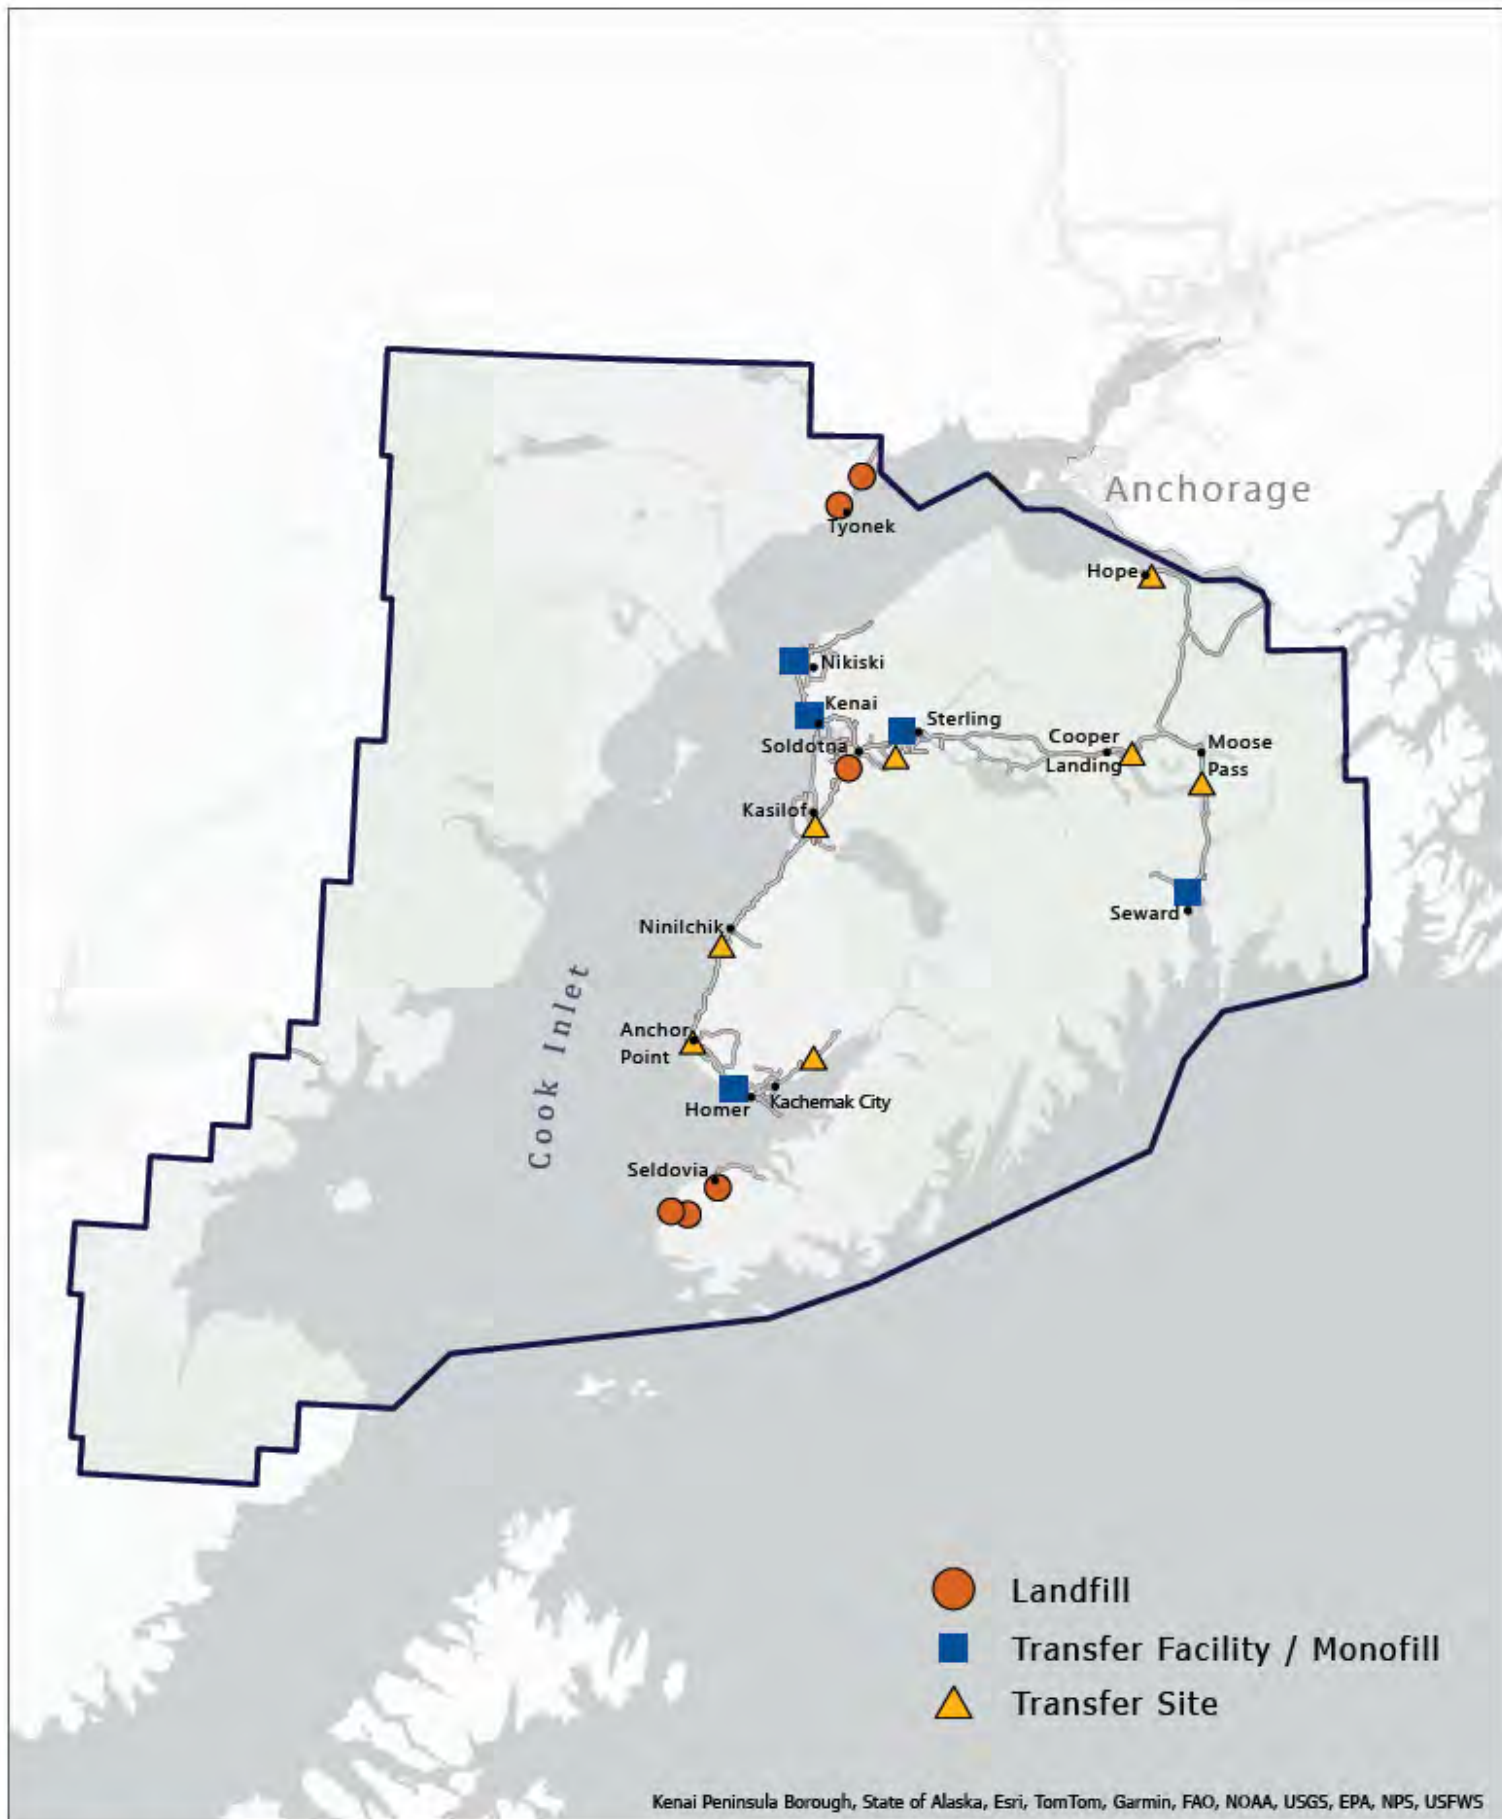 Anchorage
Tyonek
Hope
Nikiski
Kenai
Sterling
Soldotna
Cooper
Landing
Moose
Pass
Kasilof
Seward
Ninilchik
Cook Inlet
Anchor
Point
Homer
Kachemak City
Seldovia
Landfill
Transfer Facility / Monofill
Transfer Site
Kenai Peninsula Borough, State of Alaska, Esri, TomTom, Garmin, FAO, NOAA, USGS, EPA, NPS, USFWS